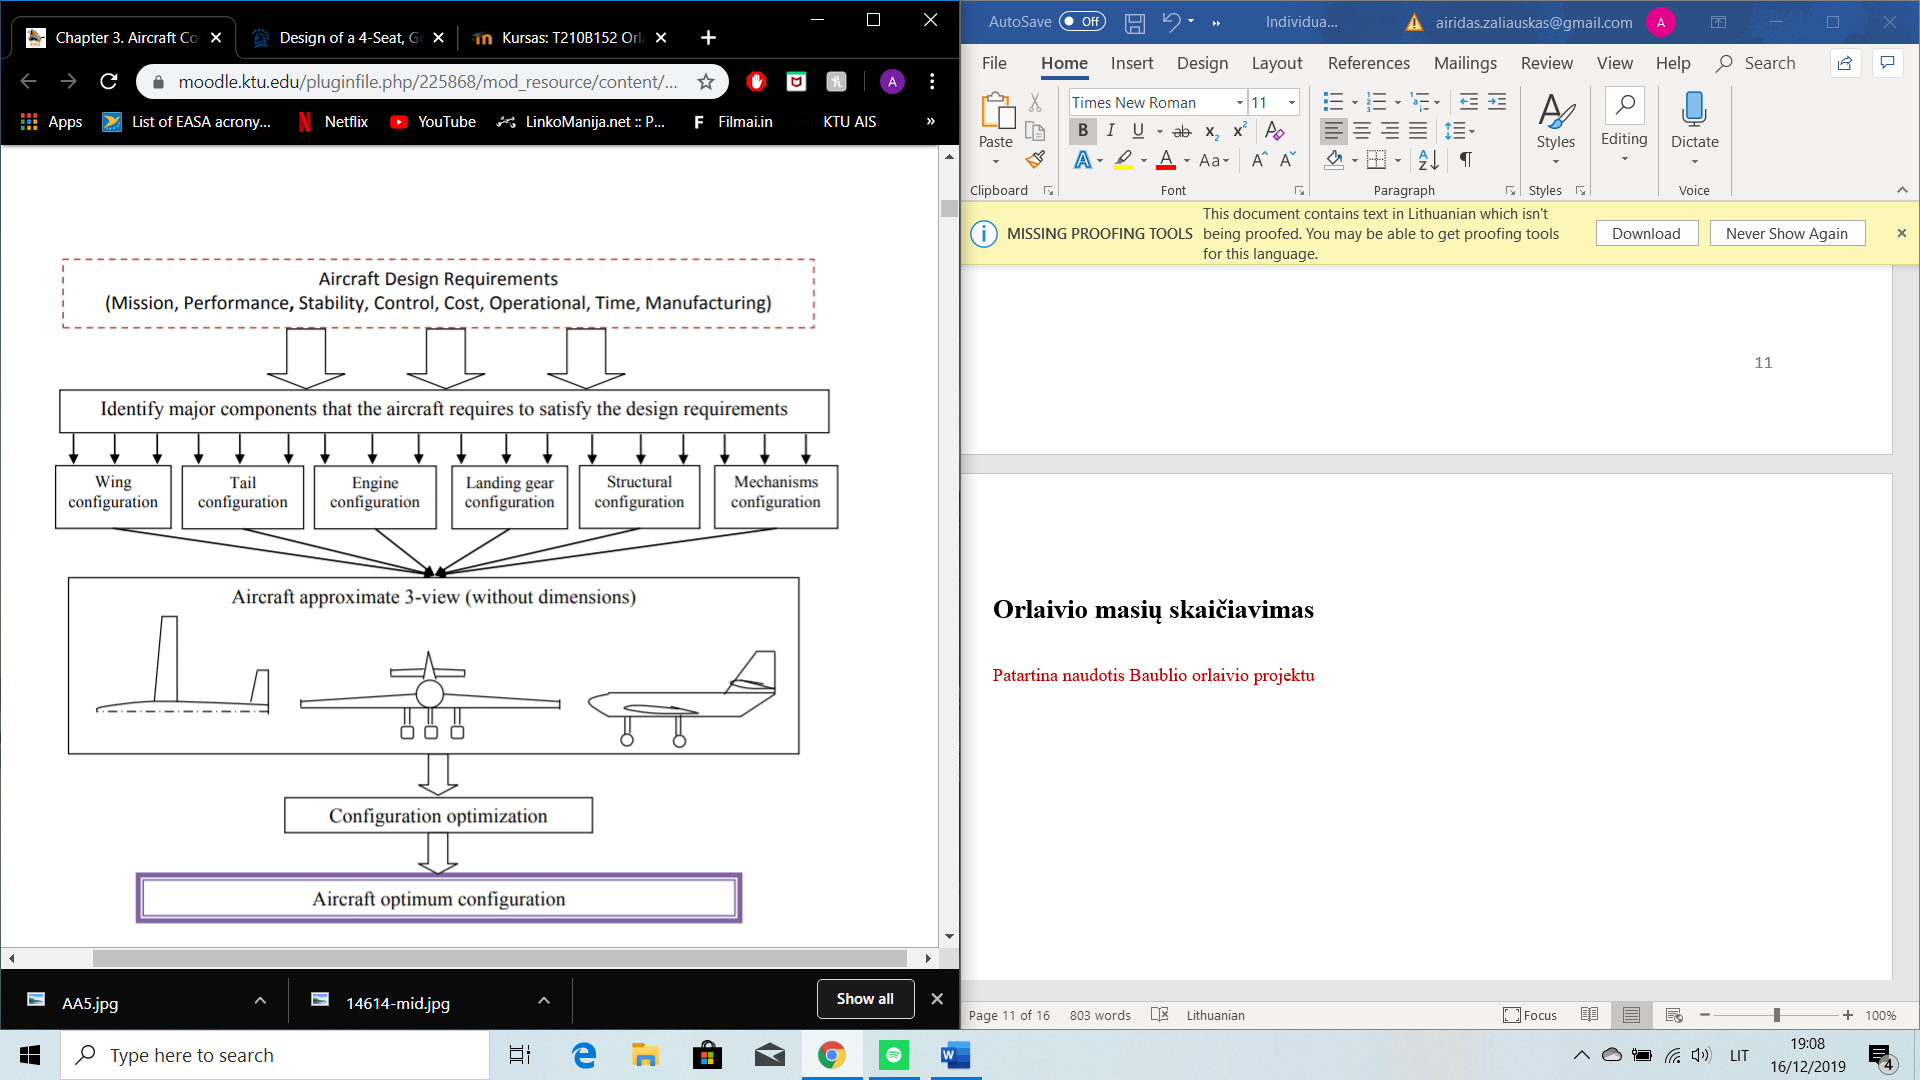 Chapter 3. Aircraft Co
Design of a 4-Seat, G
Kursas: T210B152 Orl
moodle.ktu.edu/pluginfile.php/225868/mod_resource/content/...
A
Apps
List of EASA acrony...
Netflix
YouTube
LinkoManija.net :: P...
Filmai.in
KTU AIS
»
Aircraft Design Requirements
(Mission, Performance, Stability, Control, Cost, Operational, Time, Manufacturing)
Identify major components that the aircraft requires to satisfy the design requirements
Wing
configuration
Tail
configuration
Engine
configuration
Landing gear
configuration
Structural
configuration
Mechanisms
configuration
Aircraft approximate 3-view (without dimensions)
Configuration optimization
Aircraft optimum configuration
AA5.jpg
14614-mid.jpg
Show all
AutoSave
Off
Individua...
airidas.zaliauskas@gmail.com
A
File
Home
Insert
Design
Layout
References
Mailings
Review
View
Help
Search
Paste
Clipboard
Times New Roman
11
B I U ab x₂ x²
A A Aa A A
Font
Paragraph
Styles
Styles
Editing
Dictate
Voice
MISSING PROOFING TOOLS
This document contains text in Lithuanian which isn't
being proofed. You may be able to get proofing tools
for this language.
Download
Never Show Again
11
Orlaivio masių skaičiavimas
Patartina naudotis Baublio orlaivio projektu
Page 11 of 16
803 words
Lithuanian
Focus
100%
Type here to search
LIT
19:08
16/12/2019
4